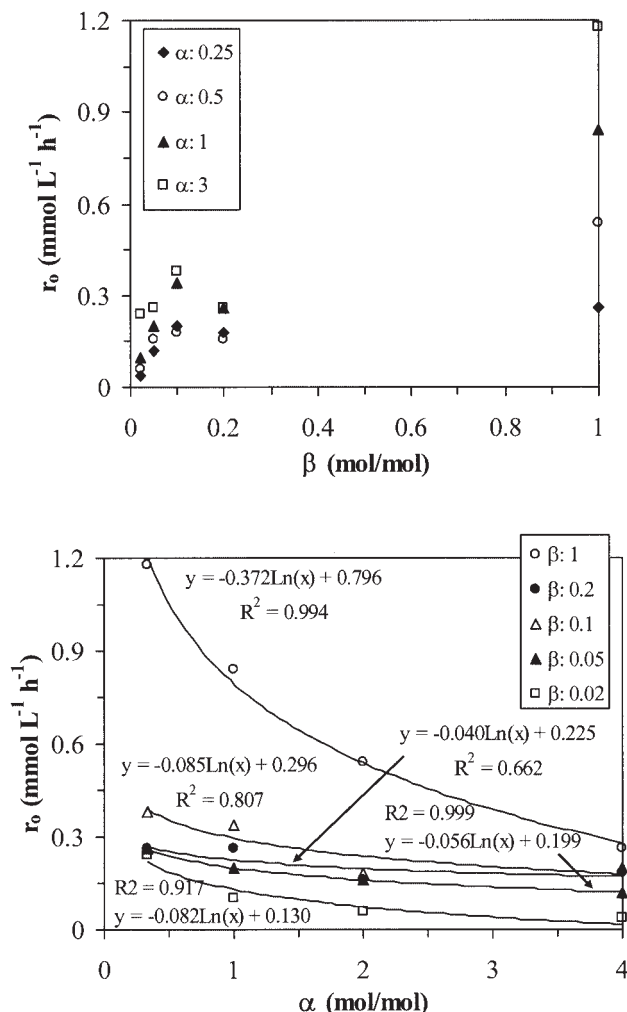 1.2
0.9
0.6
0.3
0
r₀ (mmol L⁻¹ h⁻¹)
α: 0.25
α: 0.5
α: 1
α: 3
0 0.2 0.4 0.6 0.8 1
β (mol/mol)
1.2
0.9
0.6
0.3
0
r₀ (mmol L⁻¹ h⁻¹)
β: 1
β: 0.2
β: 0.1
β: 0.05
β: 0.02
y = -0.372Ln(x) + 0.796
R² = 0.994
y = -0.040Ln(x) + 0.225
R² = 0.662
y = -0.085Ln(x) + 0.296
R² = 0.807
R2 = 0.999
y = -0.056Ln(x) + 0.199
R2 = 0.917
y = -0.082Ln(x) + 0.130
0 1 2 3 4
α (mol/mol)